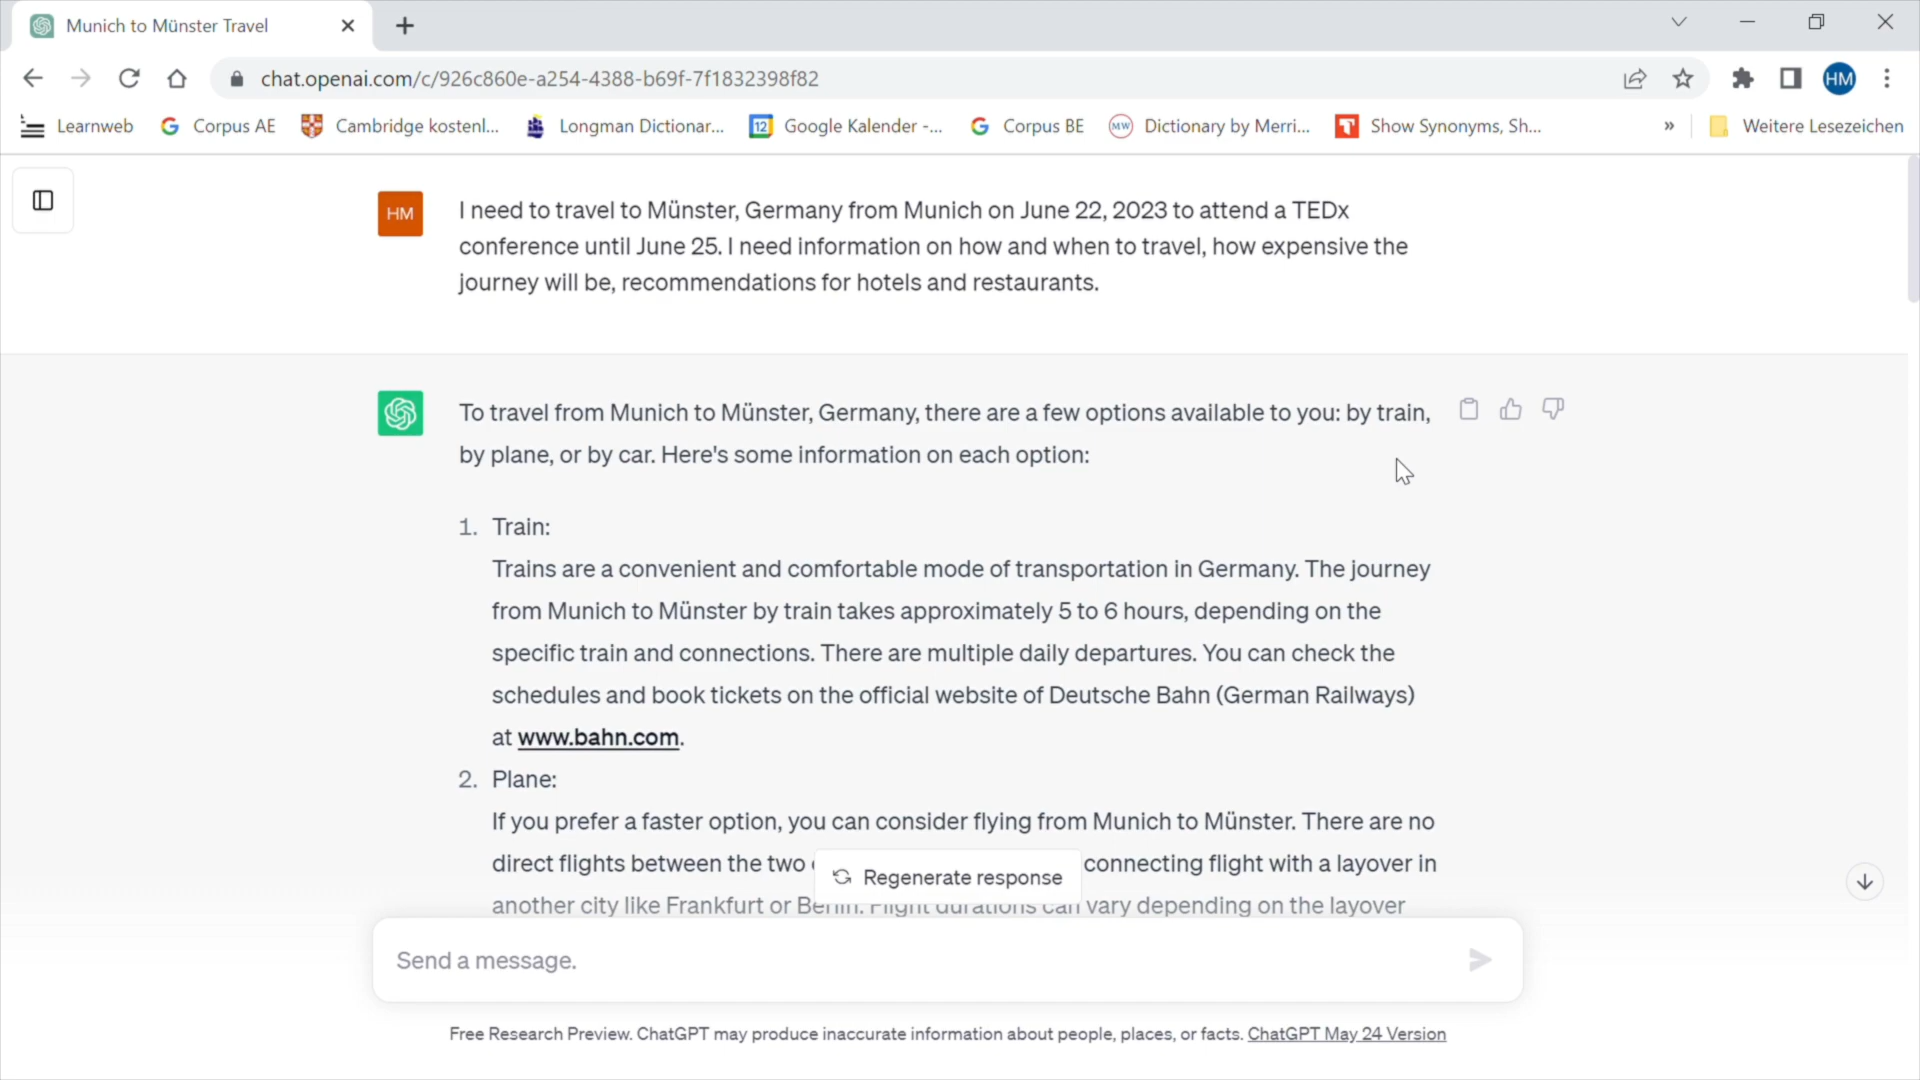 Munich to Münster Travel
chat.openai.com/c/926c860e-a254-4388-b69f-7f1832398f82
HM
Learnweb
Corpus AE
Cambridge kostenl...
Longman Dictionar...
12
Google Kalender -...
Corpus BE
MW
Dictionary by Merri...
T
Show Synonyms, Sh...
»
Weitere Lesezeichen
HM
I need to travel to Münster, Germany from Munich on June 22, 2023 to attend a TEDx
conference until June 25. I need information on how and when to travel, how expensive the
journey will be, recommendations for hotels and restaurants.
To travel from Munich to Münster, Germany, there are a few options available to you: by train,
by plane, or by car. Here's some information on each option:
1. Train:
Trains are a convenient and comfortable mode of transportation in Germany. The journey
from Munich to Münster by train takes approximately 5 to 6 hours, depending on the
specific train and connections. There are multiple daily departures. You can check the
schedules and book tickets on the official website of Deutsche Bahn (German Railways)
at www.bahn.com.
2. Plane:
If you prefer a faster option, you can consider flying from Munich to Münster. There are no
direct flights between the two connecting flight with a layover in
Regenerate response
another city like Frankfurt or Berlin. Flight durations can vary depending on the layover
Send a message.
Free Research Preview. ChatGPT may produce inaccurate information about people, places, or facts. ChatGPT May 24 Version